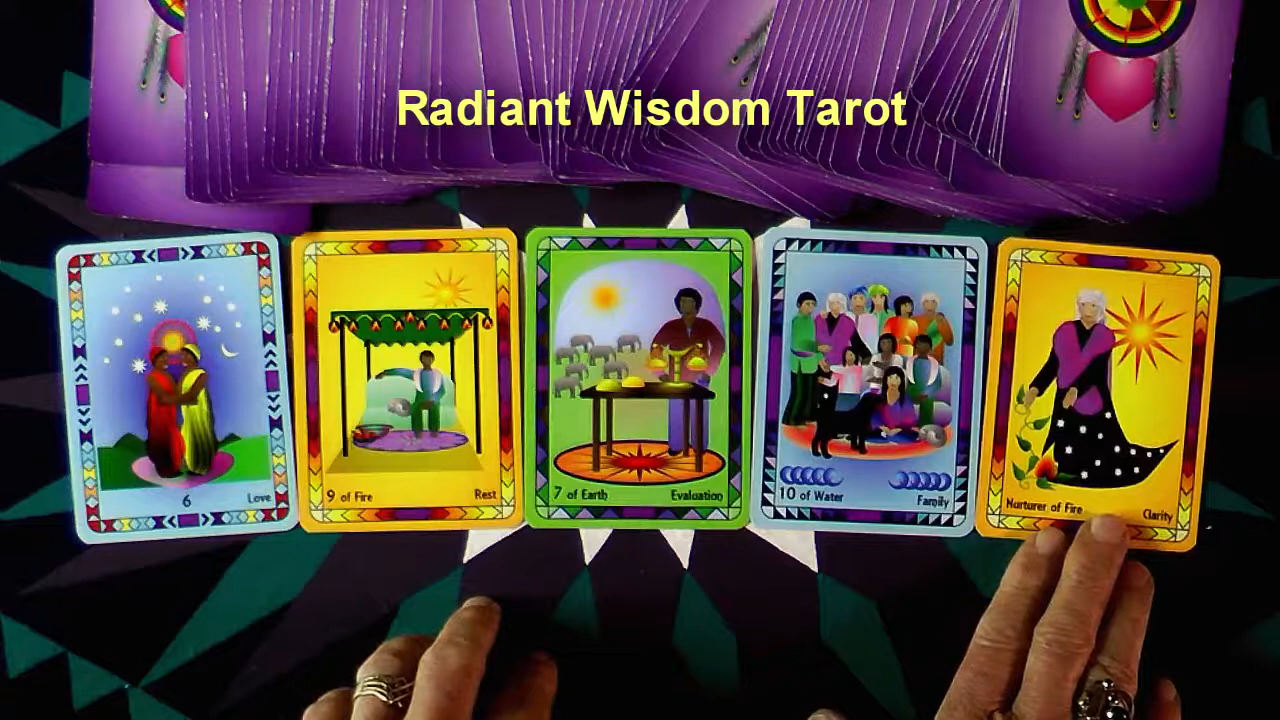 Radiant Wisdom Tarot
6 Love
9 of Fire Rest
7 of Earth Evaluation
10 of Water Family
Nurturer of Fire Clarity